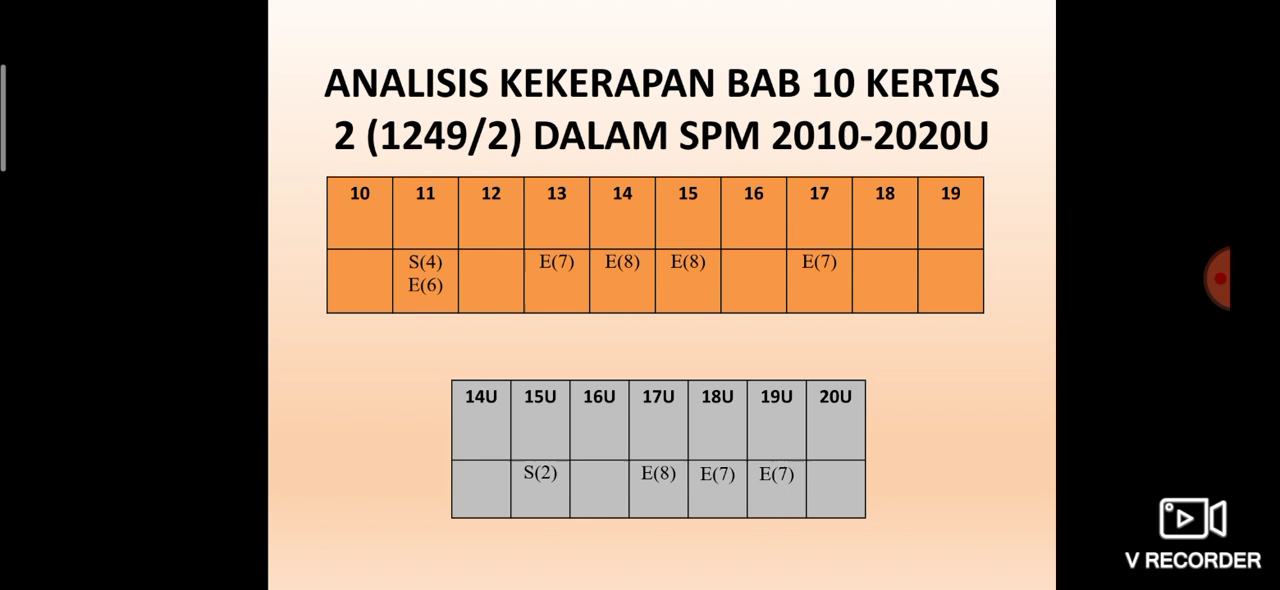 ANALISIS KEKERAPAN BAB 10 KERTAS
2 (1249/2) DALAM SPM 2010-2020U
10 11 12 13 14 15 16 17 18 19
S(4) E(7) E(8) E(8) E(7)
E(6)
14U 15U 16U 17U 18U 19U 20U
S(2) E(8) E(7) E(7)
V RECORDER